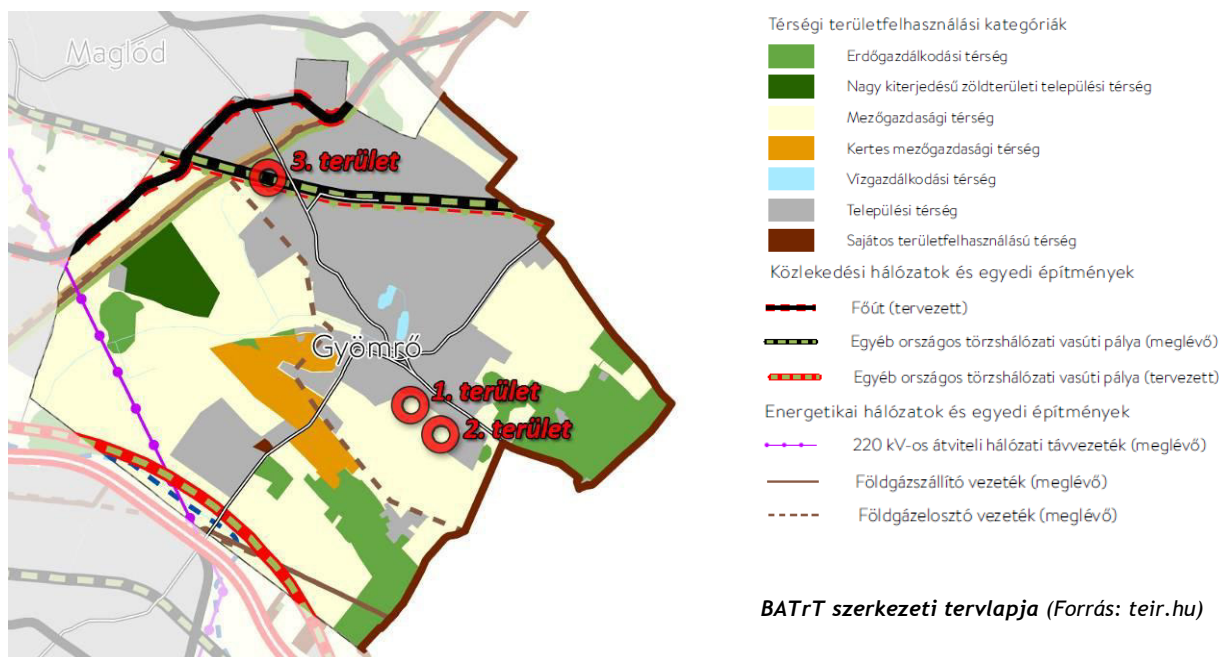 Maglód
3. terület
Gyömrő
1. terület
2. terület
Térségi területfelhasználási kategóriák
Erdőgazdálkodási térség
Nagy kiterjedésű zöldterületi települési térség
Mezőgazdasági térség
Kertes mezőgazdasági térség
Vízgazdálkodási térség
Települési térség
Sajátos területfelhasználású térség
Közlekedési hálózatok és egyedi építmények
Főút (tervezett)
Egyéb országos törzshálózati vasúti pálya (meglévő)
Egyéb országos törzshálózati vasúti pálya (tervezett)
Energetikai hálózatok és egyedi építmények
220 kV-os átviteli hálózati távvezeték (meglévő)
Földgázszállító vezeték (meglévő)
Földgázelosztó vezeték (meglévő)
BATrT szerkezeti tervlapja (Forrás: teir.hu)